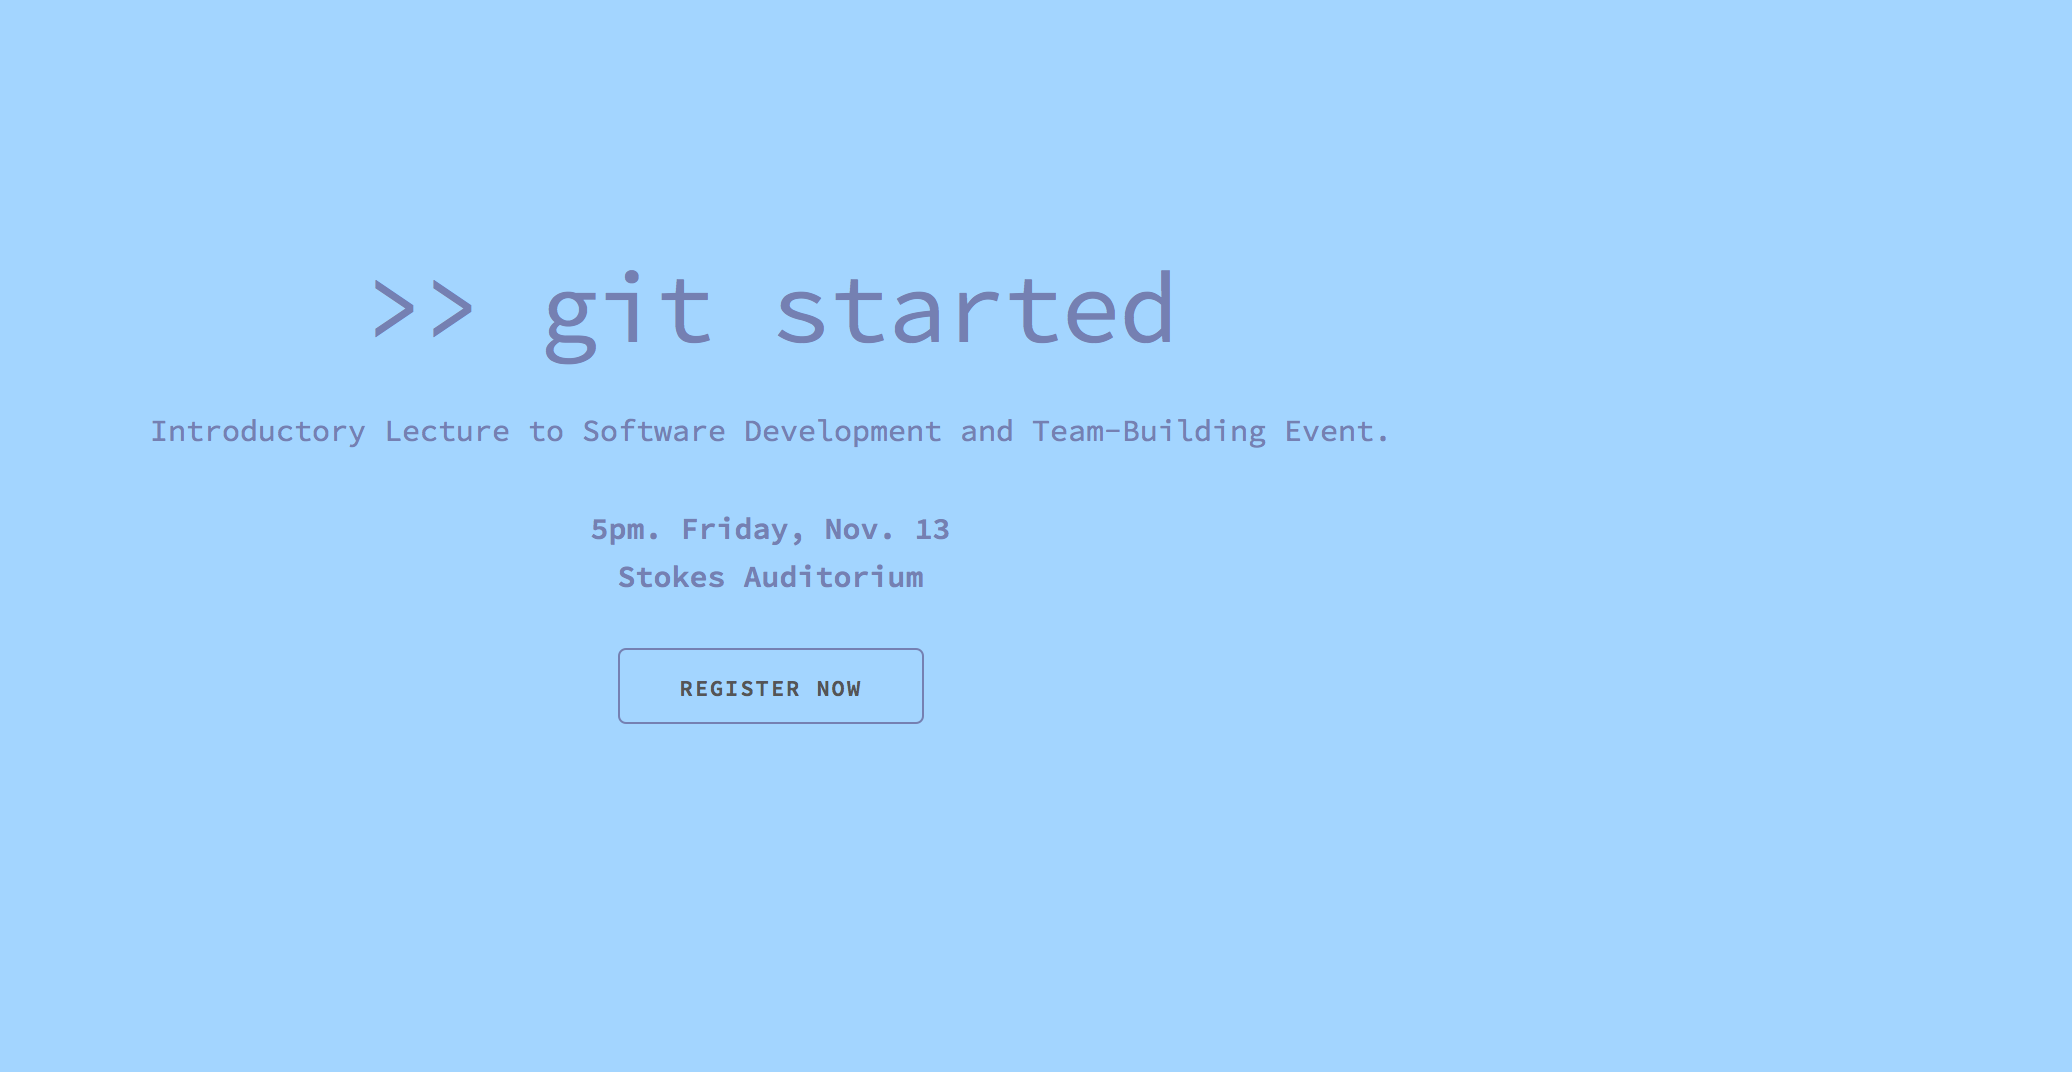 >> git started
Introductory Lecture to Software Development and Team-Building Event.
5pm. Friday, Nov. 13
Stokes Auditorium
REGISTER NOW